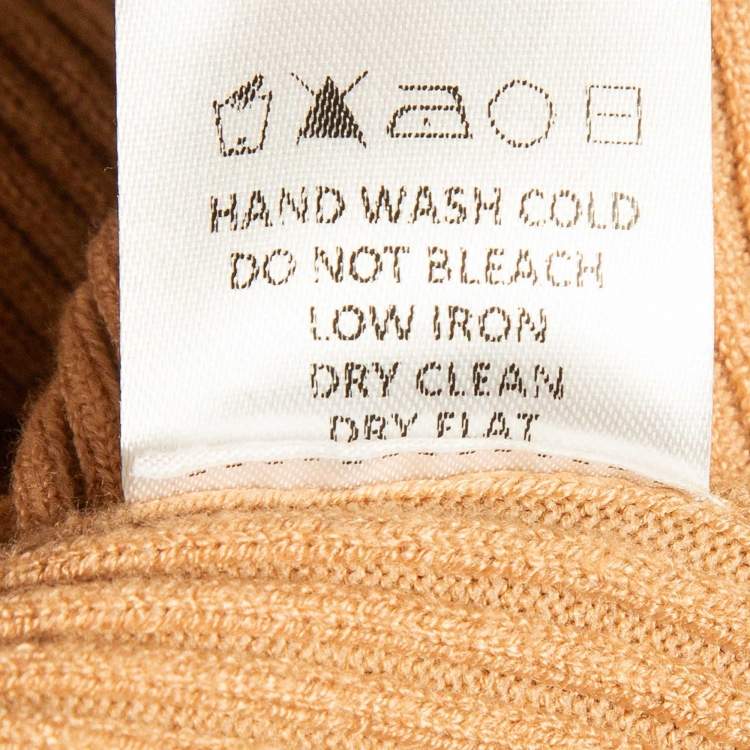 HAND WASH COLD
DO NOT BLEACH
LOW IRON
DRY CLEAN
DRY FLAT